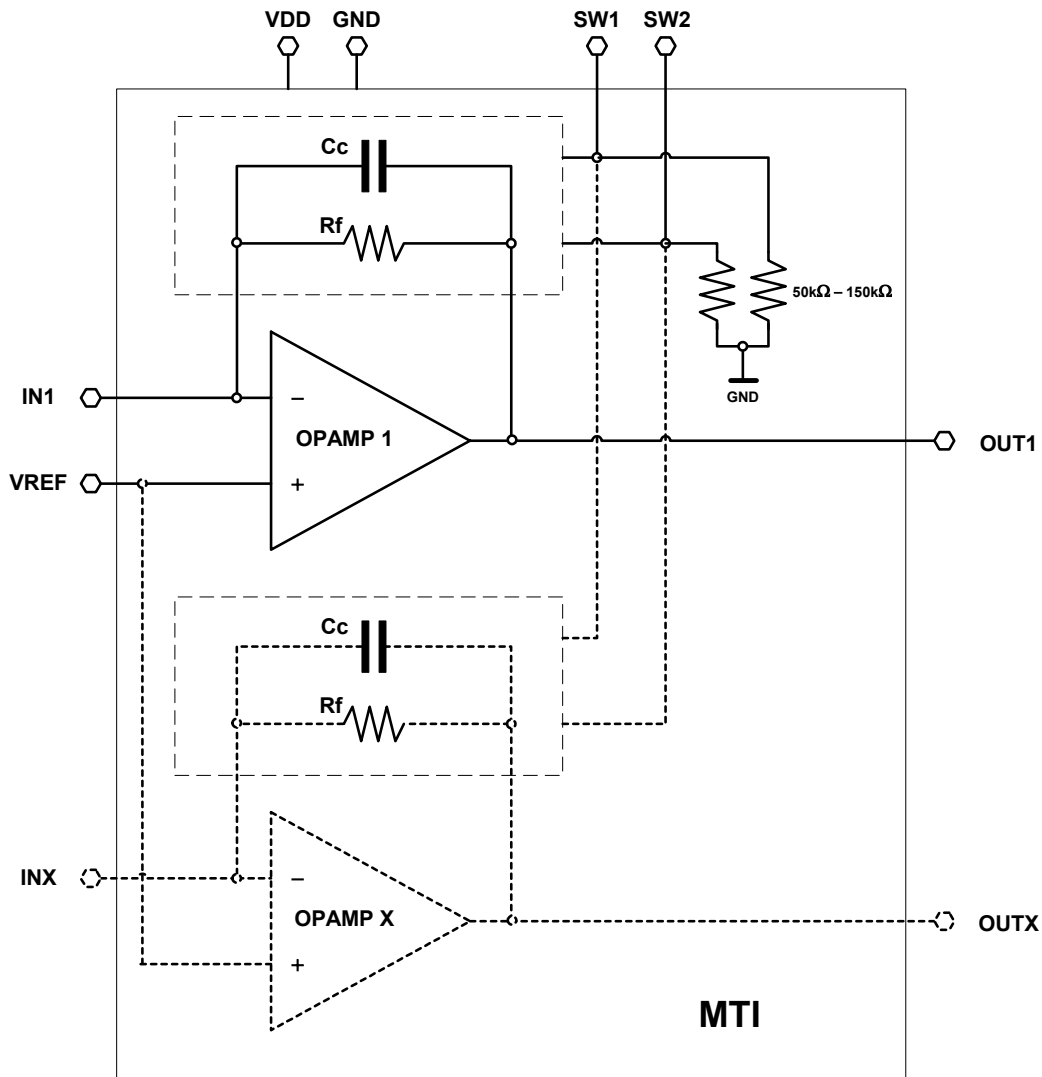 VDD
GND
SW1
SW2
Cc
Rf
50kΩ – 150kΩ
GND
IN1
–
OPAMP 1
OUT1
VREF
+
Cc
Rf
INX
–
OPAMP X
OUTX
+
MTI